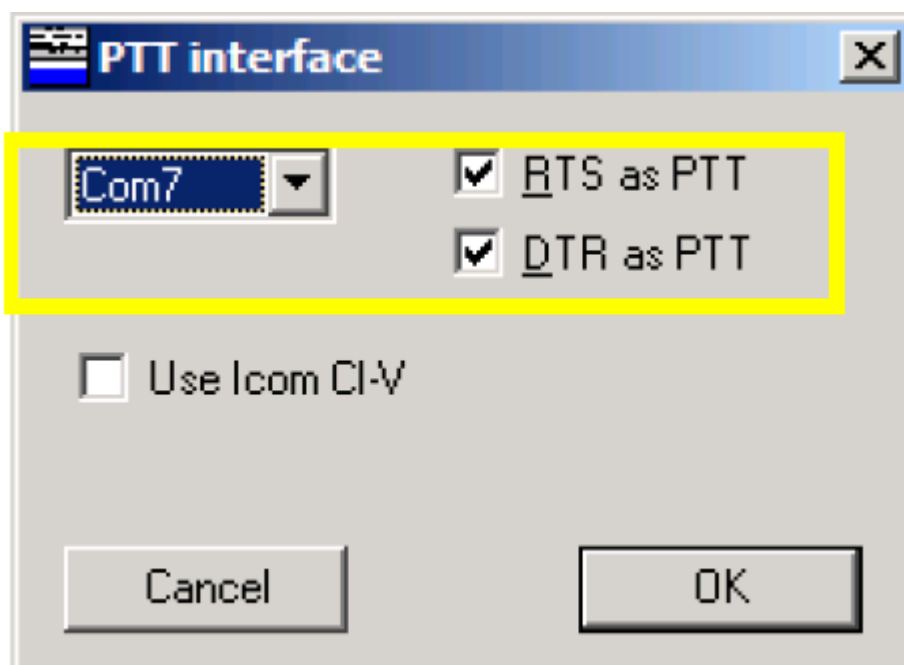 PTT interface
Com7
RTS as PTT
DTR as PTT
Use Icom CI-V
Cancel
OK